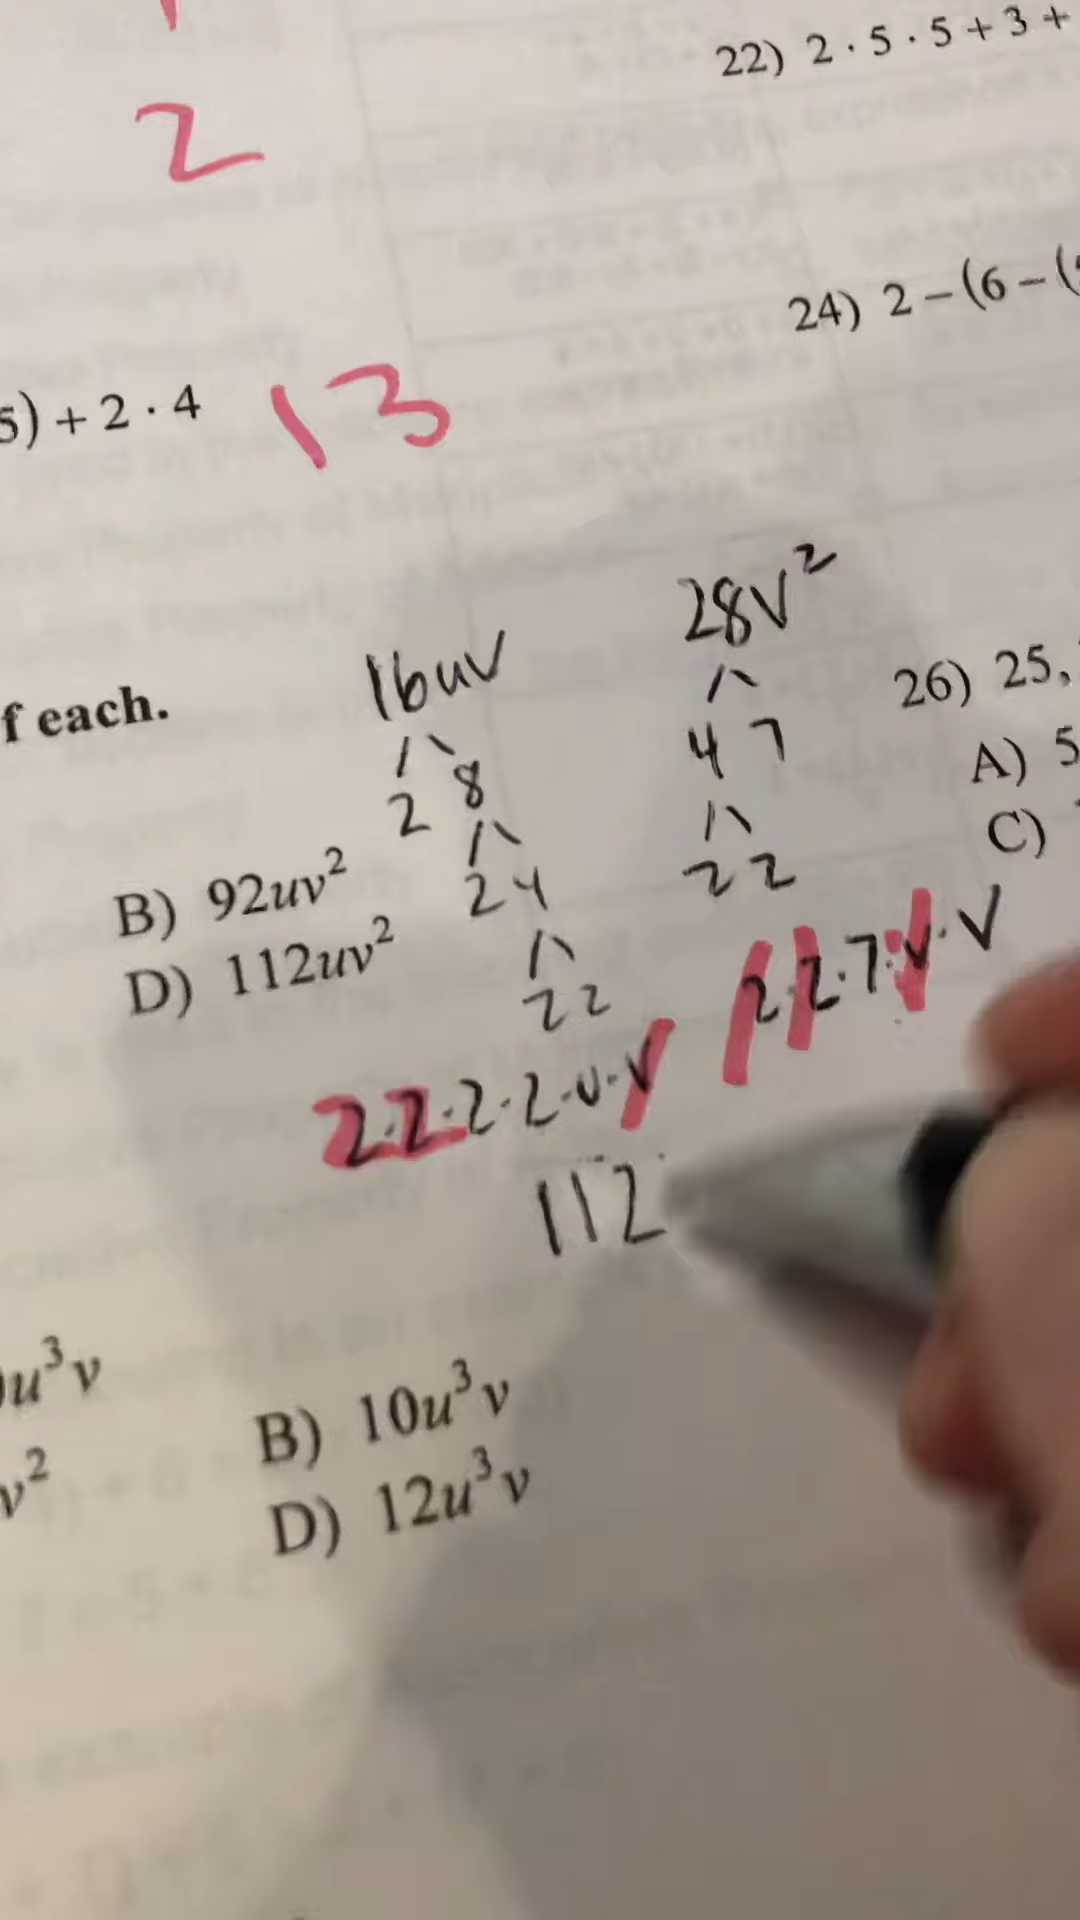 22) 2 · 5 · 5 + 3 +
2
24) 2 − (6 − (
5) + 2 · 4 13
28v²
16uv
f each.
26) 25,
4 7
A) 5
2 8
C)
2 2
B) 92uv²
2 4
D) 112uv²
2·2·7·v·v
2 2
2·2·2·2·u·v
112
u³v
B) 10u³v
v²
D) 12u³v